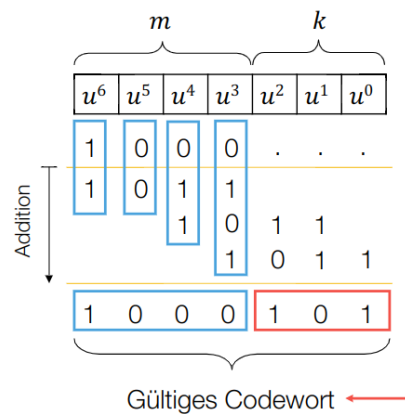 m k
u⁶ u⁵ u⁴ u³ u² u¹ u⁰
1 0 0 0 . . .
Addition
1 0 1 1
1 0 1 1
1 0 1 1
1 0 0 0 1 0 1
Gültiges Codewort